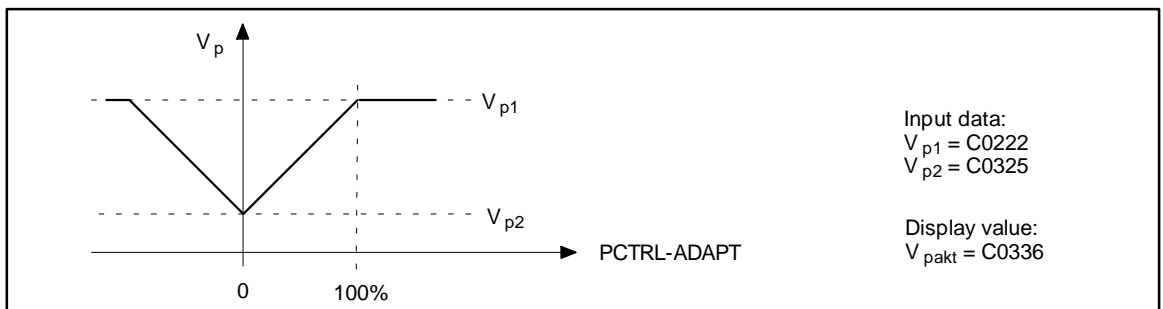 V p
V p1
V p2
PCTRL-ADAPT
0
100%
Input data:
V p1 = C0222
V p2 = C0325
Display value:
V pakt = C0336